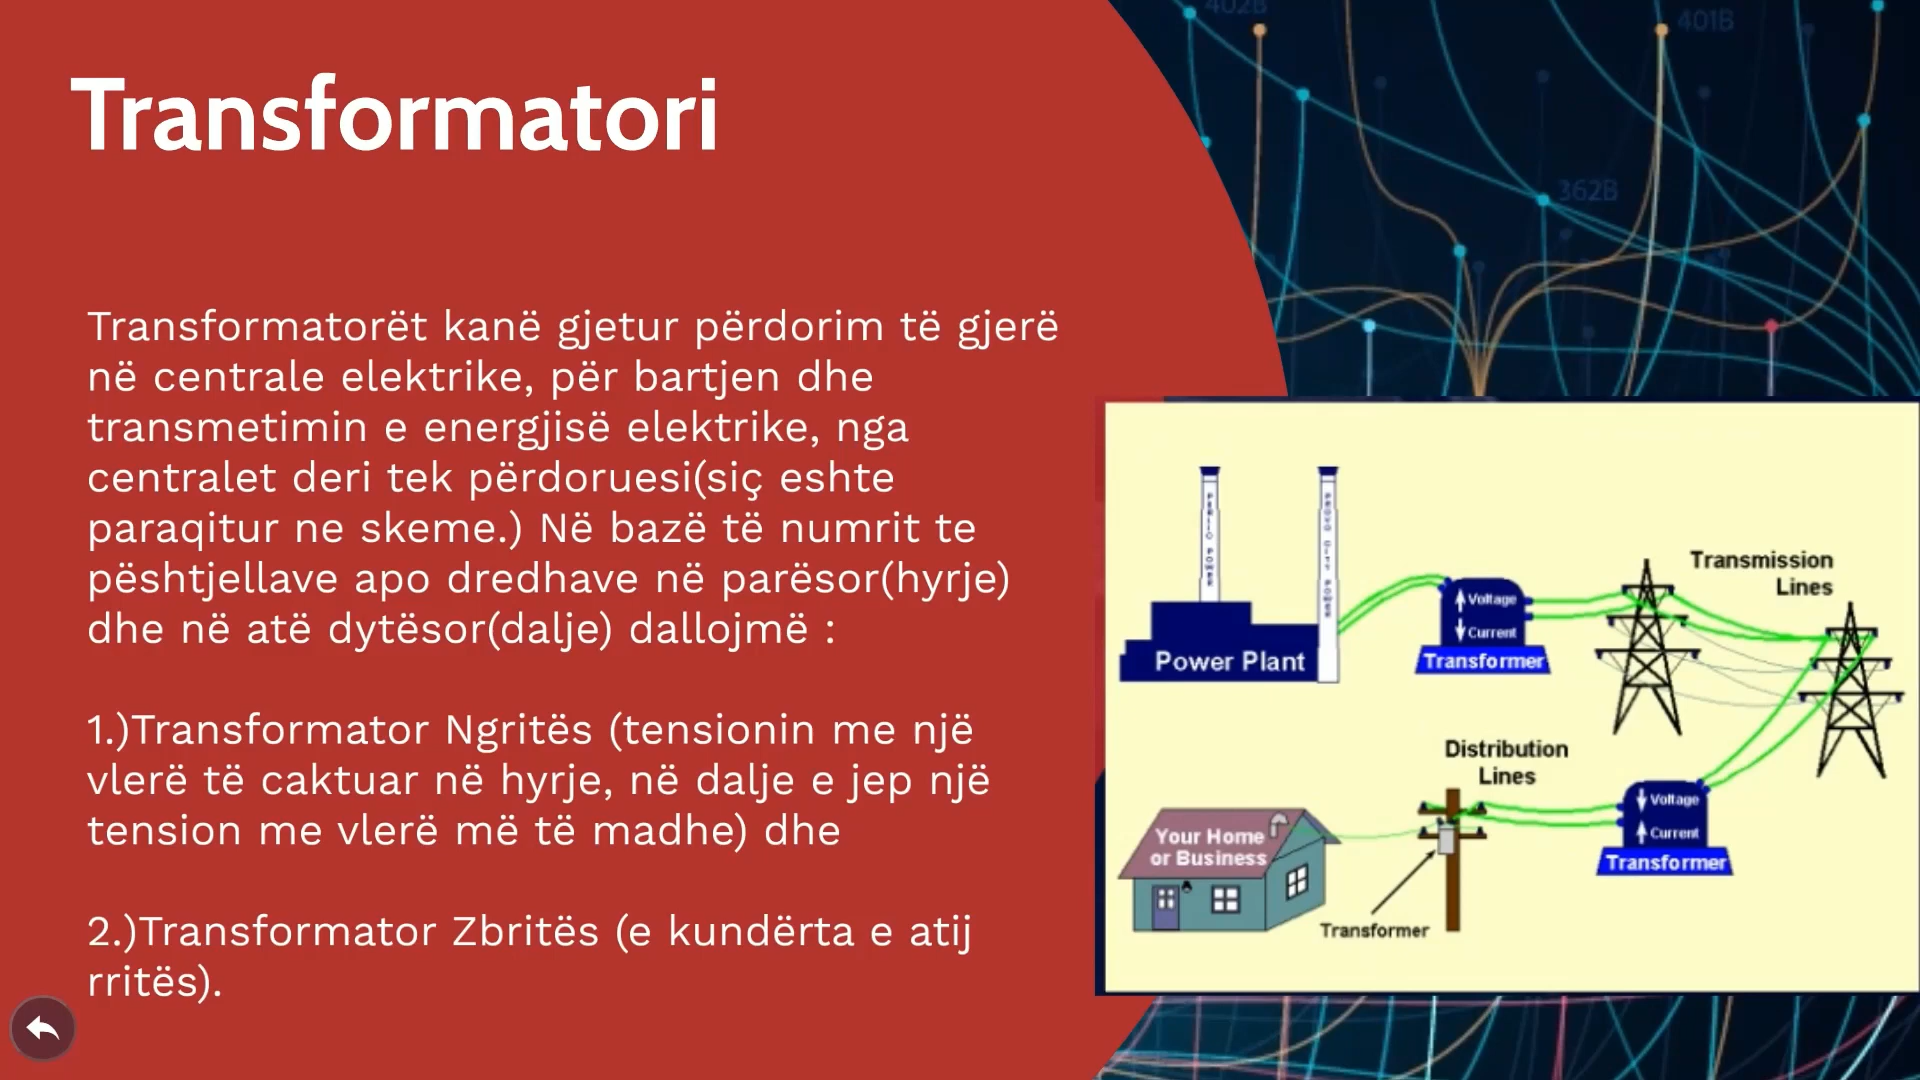 402B
401B
362B
Transformatori
Transformatorët kanë gjetur përdorim të gjerë
në centrale elektrike, për bartjen dhe
transmetimin e energjisë elektrike, nga
centralet deri tek përdoruesi(siç eshte
paraqitur ne skeme.) Në bazë të numrit te
pështjellave apo dredhave në parësor(hyrje)
dhe në atë dytësor(dalje) dallojmë :
1.)Transformator Ngritës (tensionin me një
vlerë të caktuar në hyrje, në dalje e jep një
tension me vlerë më të madhe) dhe
2.)Transformator Zbritës (e kundërta e atij
rritës).
Power Plant
Voltage
Current
Transformer
Transmission
Lines
Distribution
Lines
Voltage
Current
Transformer
Your Home
or Business
Transformer